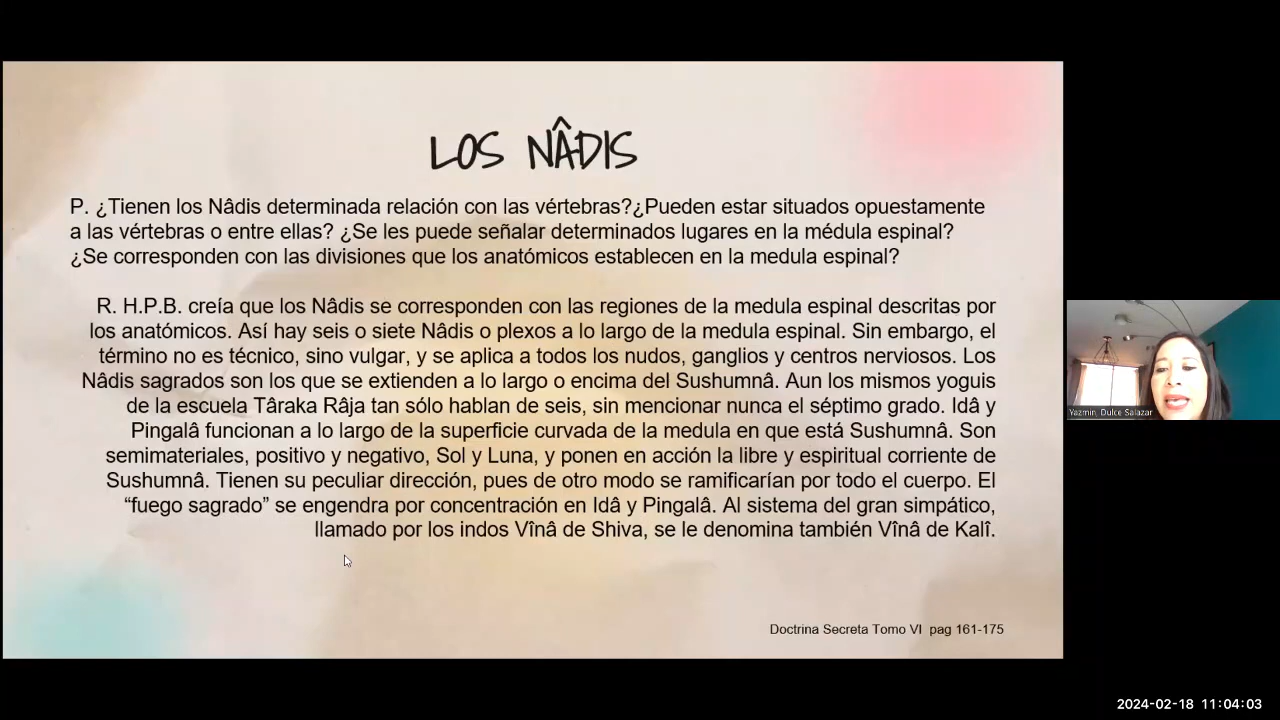 LOS NÂDIS
P. ¿Tienen los Nâdis determinada relación con las vértebras?¿Pueden estar situados opuestamente
a las vértebras o entre ellas? ¿Se les puede señalar determinados lugares en la médula espinal?
¿Se corresponden con las divisiones que los anatómicos establecen en la medula espinal?
R. H.P.B. creía que los Nâdis se corresponden con las regiones de la medula espinal descritas por
los anatómicos. Así hay seis o siete Nâdis o plexos a lo largo de la medula espinal. Sin embargo, el
término no es técnico, sino vulgar, y se aplica a todos los nudos, ganglios y centros nerviosos. Los
Nâdis sagrados son los que se extienden a lo largo o encima del Sushumnâ. Aun los mismos yoguis
de la escuela Târaka Râja tan sólo hablan de seis, sin mencionar nunca el séptimo grado. Idâ y
Pingalâ funcionan a lo largo de la superficie curvada de la medula en que está Sushumnâ. Son
semimateriales, positivo y negativo, Sol y Luna, y ponen en acción la libre y espiritual corriente de
Sushumnâ. Tienen su peculiar dirección, pues de otro modo se ramificarían por todo el cuerpo. El
“fuego sagrado” se engendra por concentración en Idâ y Pingalâ. Al sistema del gran simpático,
llamado por los indos Vînâ de Shiva, se le denomina también Vînâ de Kalî.
Doctrina Secreta Tomo VI pag 161-175
Yazmin, Dulce Salazar
2024-02-18 11:04:03